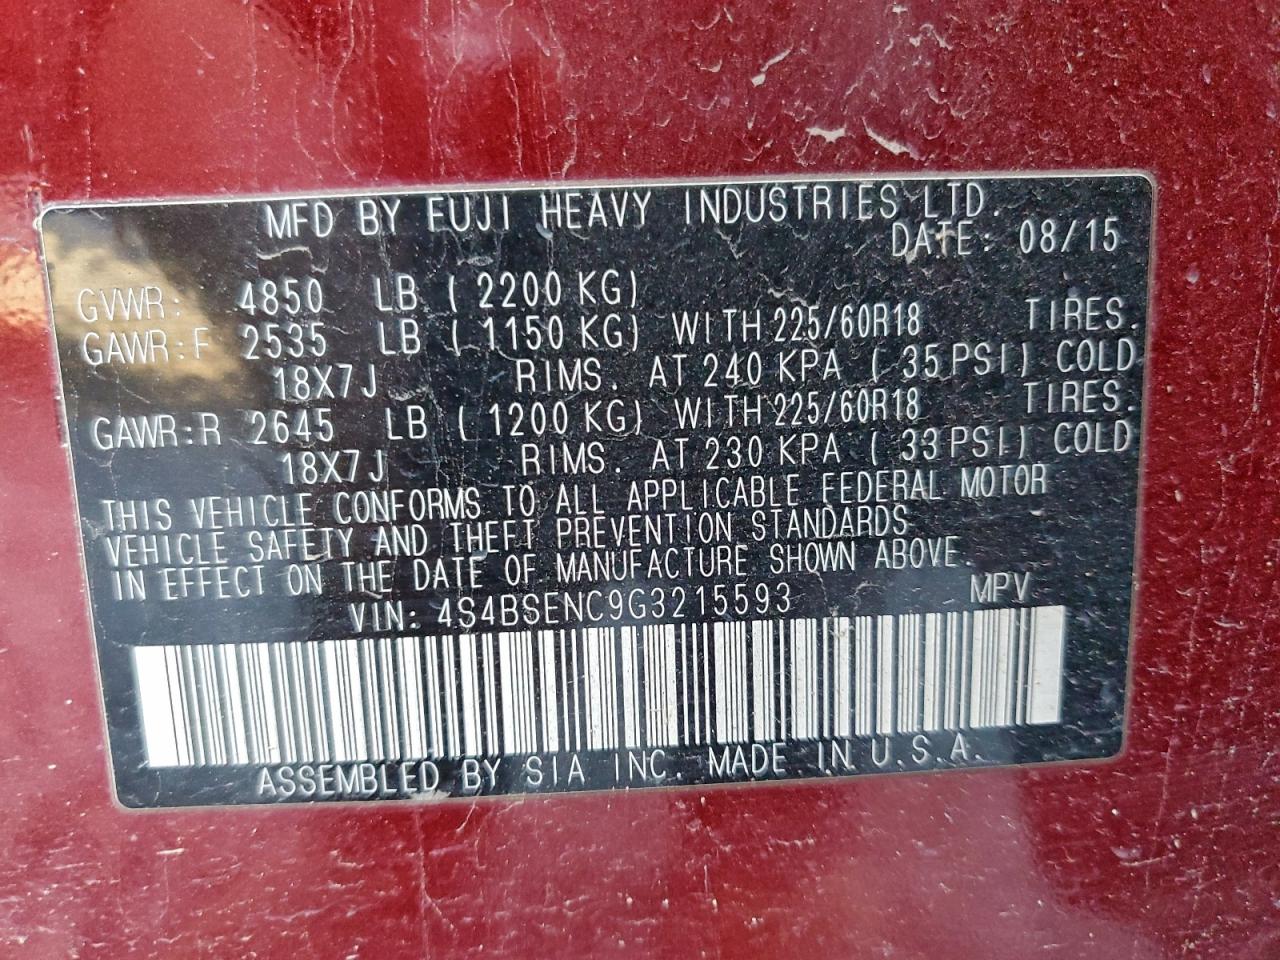 MFD BY FUJI HEAVY INDUSTRIES LTD.
DATE: 08/15
GVWR: 4850 LB ( 2200 KG)
GAWR:F 2535 LB ( 1150 KG) WITH 225/60R18 TIRES.
18X7J RIMS. AT 240 KPA ( 35 PSI) COLD
GAWR:R 2645 LB ( 1200 KG) WITH 225/60R18 TIRES.
18X7J RIMS. AT 230 KPA ( 33 PSI) COLD
THIS VEHICLE CONFORMS TO ALL APPLICABLE FEDERAL MOTOR
VEHICLE SAFETY AND THEFT PREVENTION STANDARDS
IN EFFECT ON THE DATE OF MANUFACTURE SHOWN ABOVE.
VIN: 4S4BSENC9G3215593 MPV
ASSEMBLED BY SIA INC. MADE IN U.S.A.